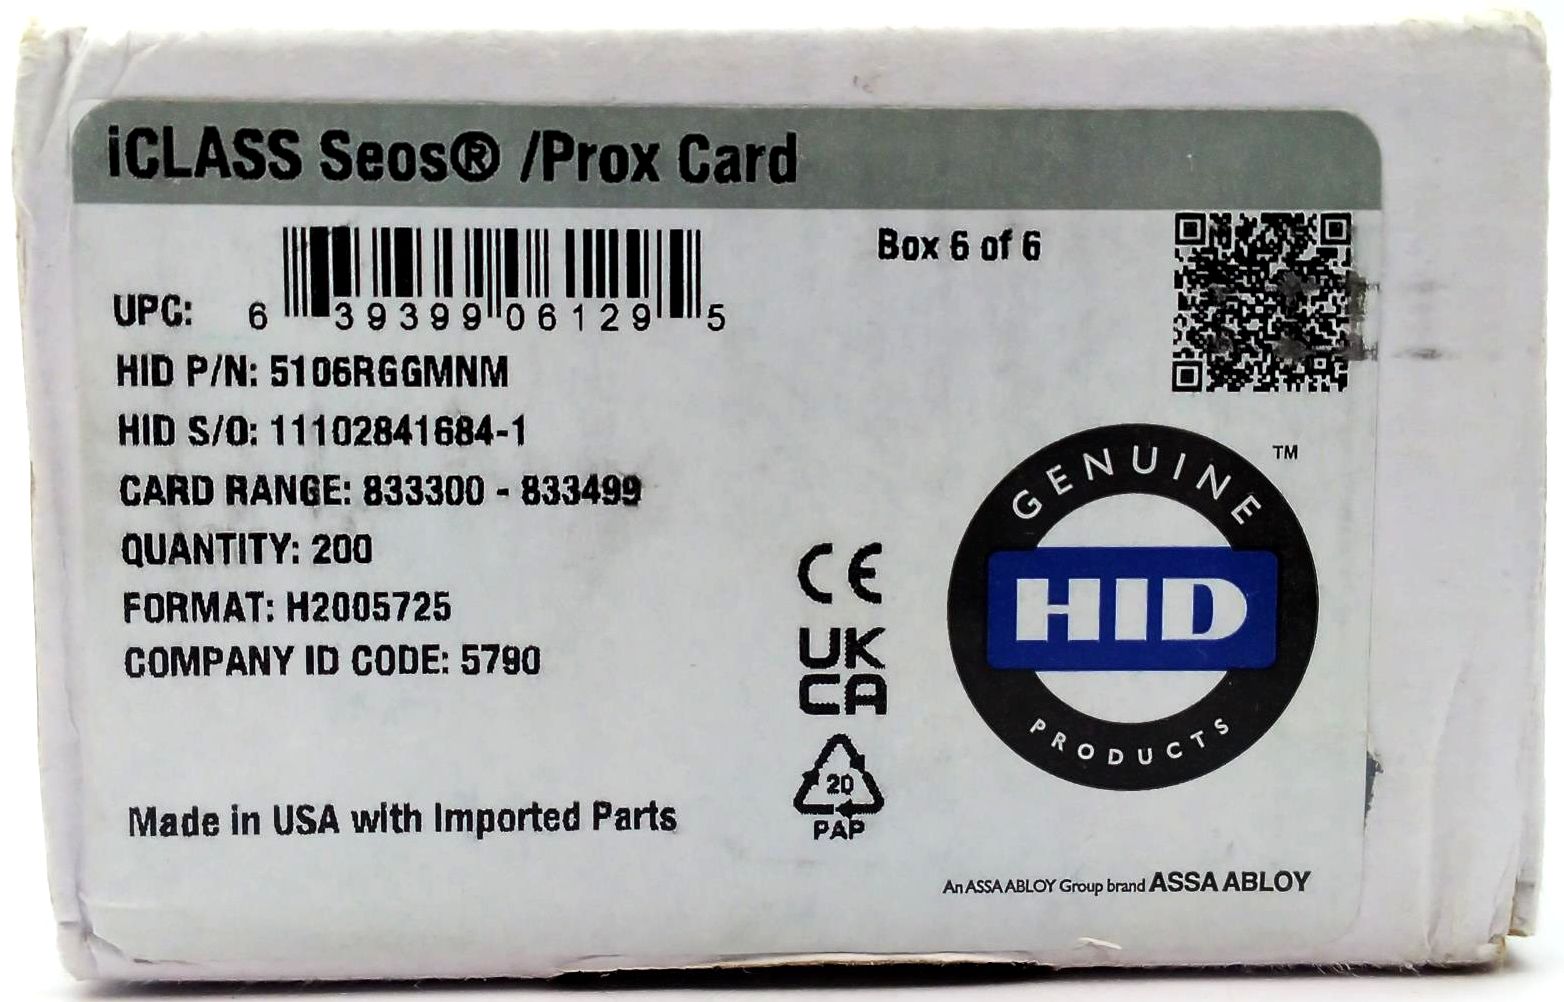 iCLASS Seos® /Prox Card
Box 6 of 6
UPC: 6 39399 06129 5
HID P/N: 5106RGGMNM
HID S/O: 11102841684-1
CARD RANGE: 833300 - 833499
QUANTITY: 200
FORMAT: H2005725
COMPANY ID CODE: 5790
Made in USA with Imported Parts
CE
UK
CA
20
PAP
GENUINE
TM
HID
PRODUCTS
An ASSA ABLOY Group brand ASSA ABLOY